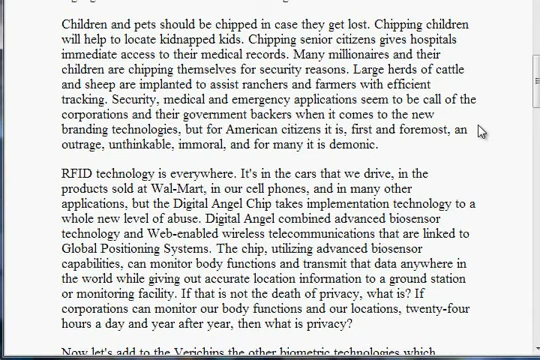 Children and pets should be chipped in case they get lost. Chipping children
will help to locate kidnapped kids. Chipping senior citizens gives hospitals
immediate access to their medical records. Many millionaires and their
children are chipping themselves for security reasons. Large herds of cattle
and sheep are implanted to assist ranchers and farmers with efficient
tracking. Security, medical and emergency applications seem to be call of the
corporations and their government backers when it comes to the new
branding technologies, but for American citizens it is, first and foremost, an
outrage, unthinkable, immoral, and for many it is demonic.
RFID technology is everywhere. It's in the cars that we drive, in the
products sold at Wal-Mart, in our cell phones, and in many other
applications, but the Digital Angel Chip takes implementation technology to a
whole new level of abuse. Digital Angel combined advanced biosensor
technology and Web-enabled wireless telecommunications that are linked to
Global Positioning Systems. The chip, utilizing advanced biosensor
capabilities, can monitor body functions and transmit that data anywhere in
the world while giving out accurate location information to a ground station
or monitoring facility. If that is not the death of privacy, what is? If
corporations can monitor our body functions and our locations, twenty-four
hours a day and year after year, then what is privacy?
Now let's add to the Verichips the other biometric technologies which